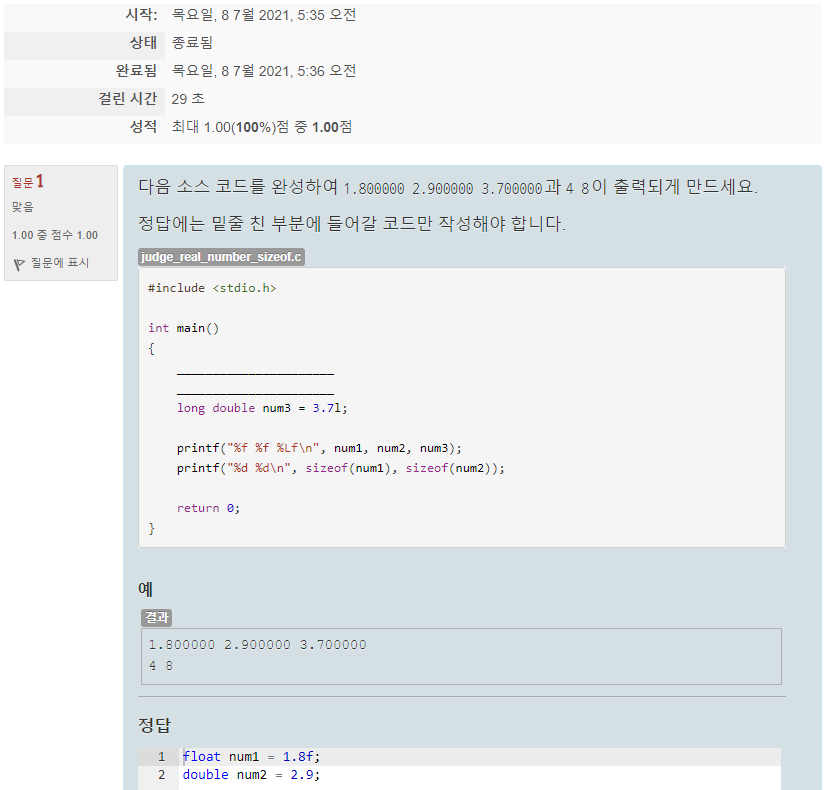 시작: 목요일, 8 7월 2021, 5:35 오전
상태 종료됨
완료됨 목요일, 8 7월 2021, 5:36 오전
걸린 시간 29 초
성적 최대 1.00(100%)점 중 1.00점
질문 1
맞음
1.00 중 점수 1.00
질문에 표시
다음 소스 코드를 완성하여 1.800000 2.900000 3.700000과 4 8이 출력되게 만드세요.
정답에는 밑줄 친 부분에 들어갈 코드만 작성해야 합니다.
judge_real_number_sizeof.c
#include <stdio.h>
int main()
{
______________________
______________________
long double num3 = 3.7l;
printf("%f %f %Lf\n", num1, num2, num3);
printf("%d %d\n", sizeof(num1), sizeof(num2));
return 0;
}
예
결과
1.800000 2.900000 3.700000
4 8
정답
1 float num1 = 1.8f;
2 double num2 = 2.9;